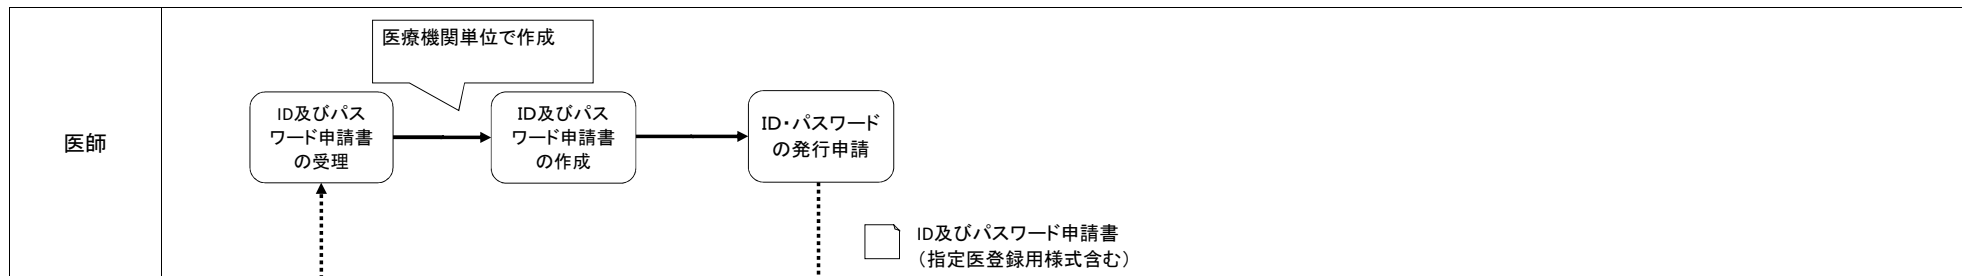 医療機関単位で作成
医師
ID及びパス
ワード申請書
の受理
ID及びパス
ワード申請書
の作成
ID・パスワード
の発行申請
ID及びパスワード申請書
（指定医登録用様式含む）